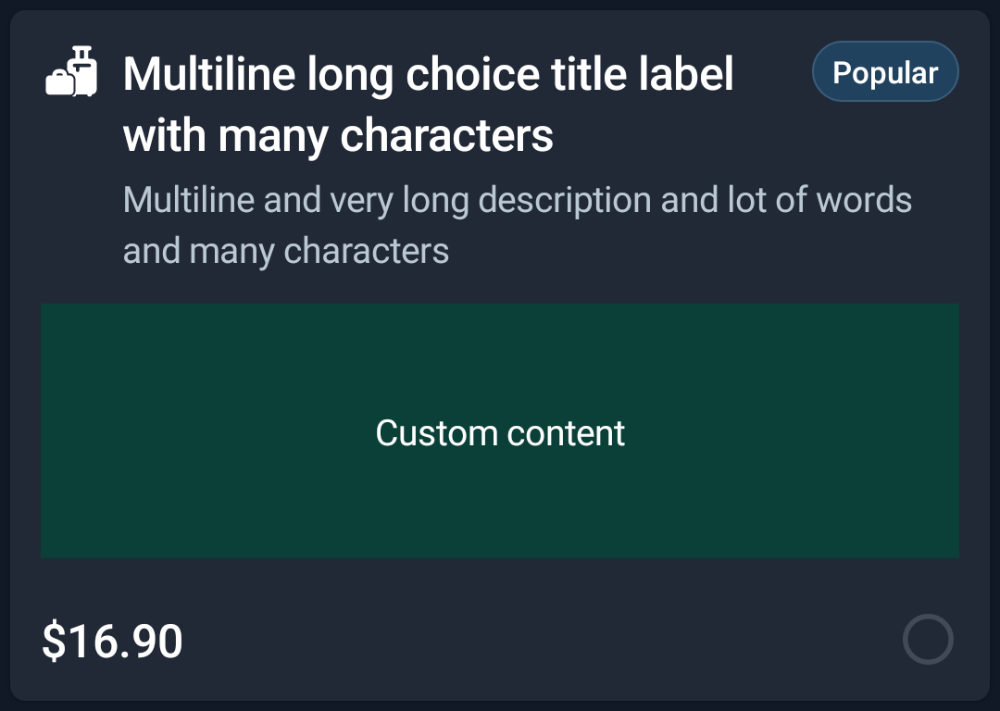 Multiline long choice title label
with many characters
Popular
Multiline and very long description and lot of words
and many characters
Custom content
$16.90